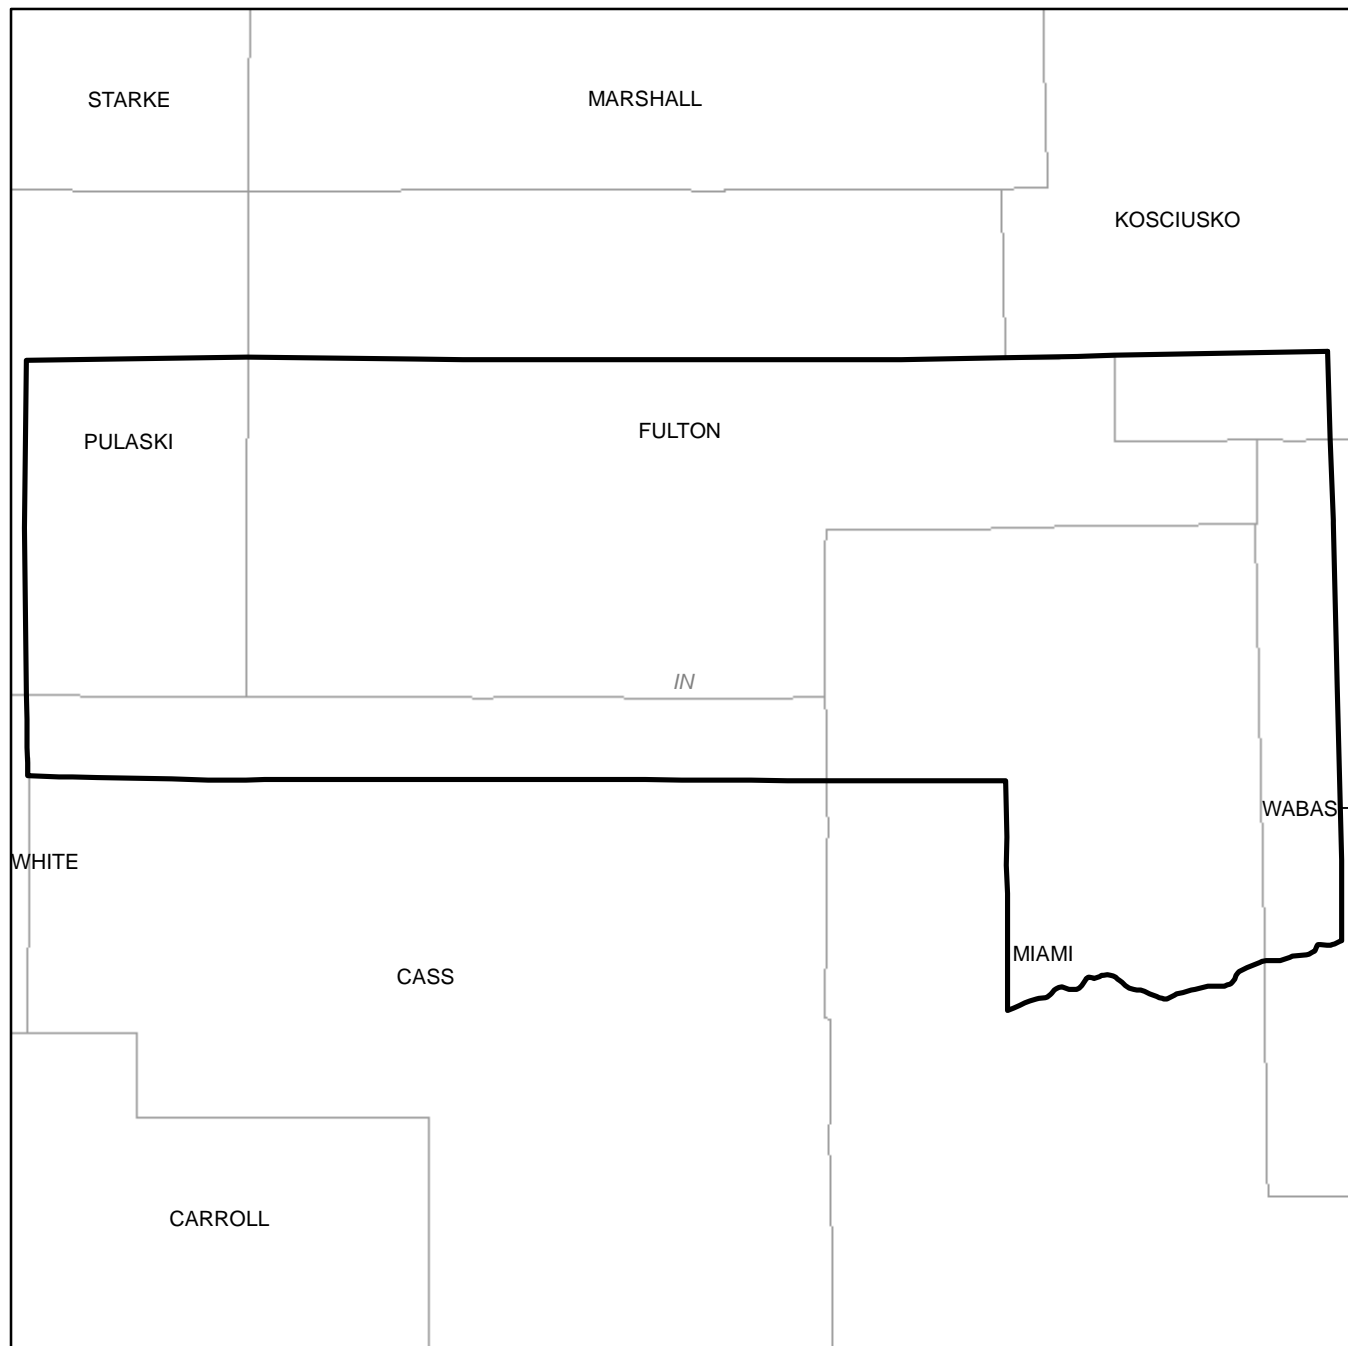 STARKE
MARSHALL
KOSCIUSKO
PULASKI
FULTON
IN
WABAS
WHITE
MIAMI
CASS
CARROLL